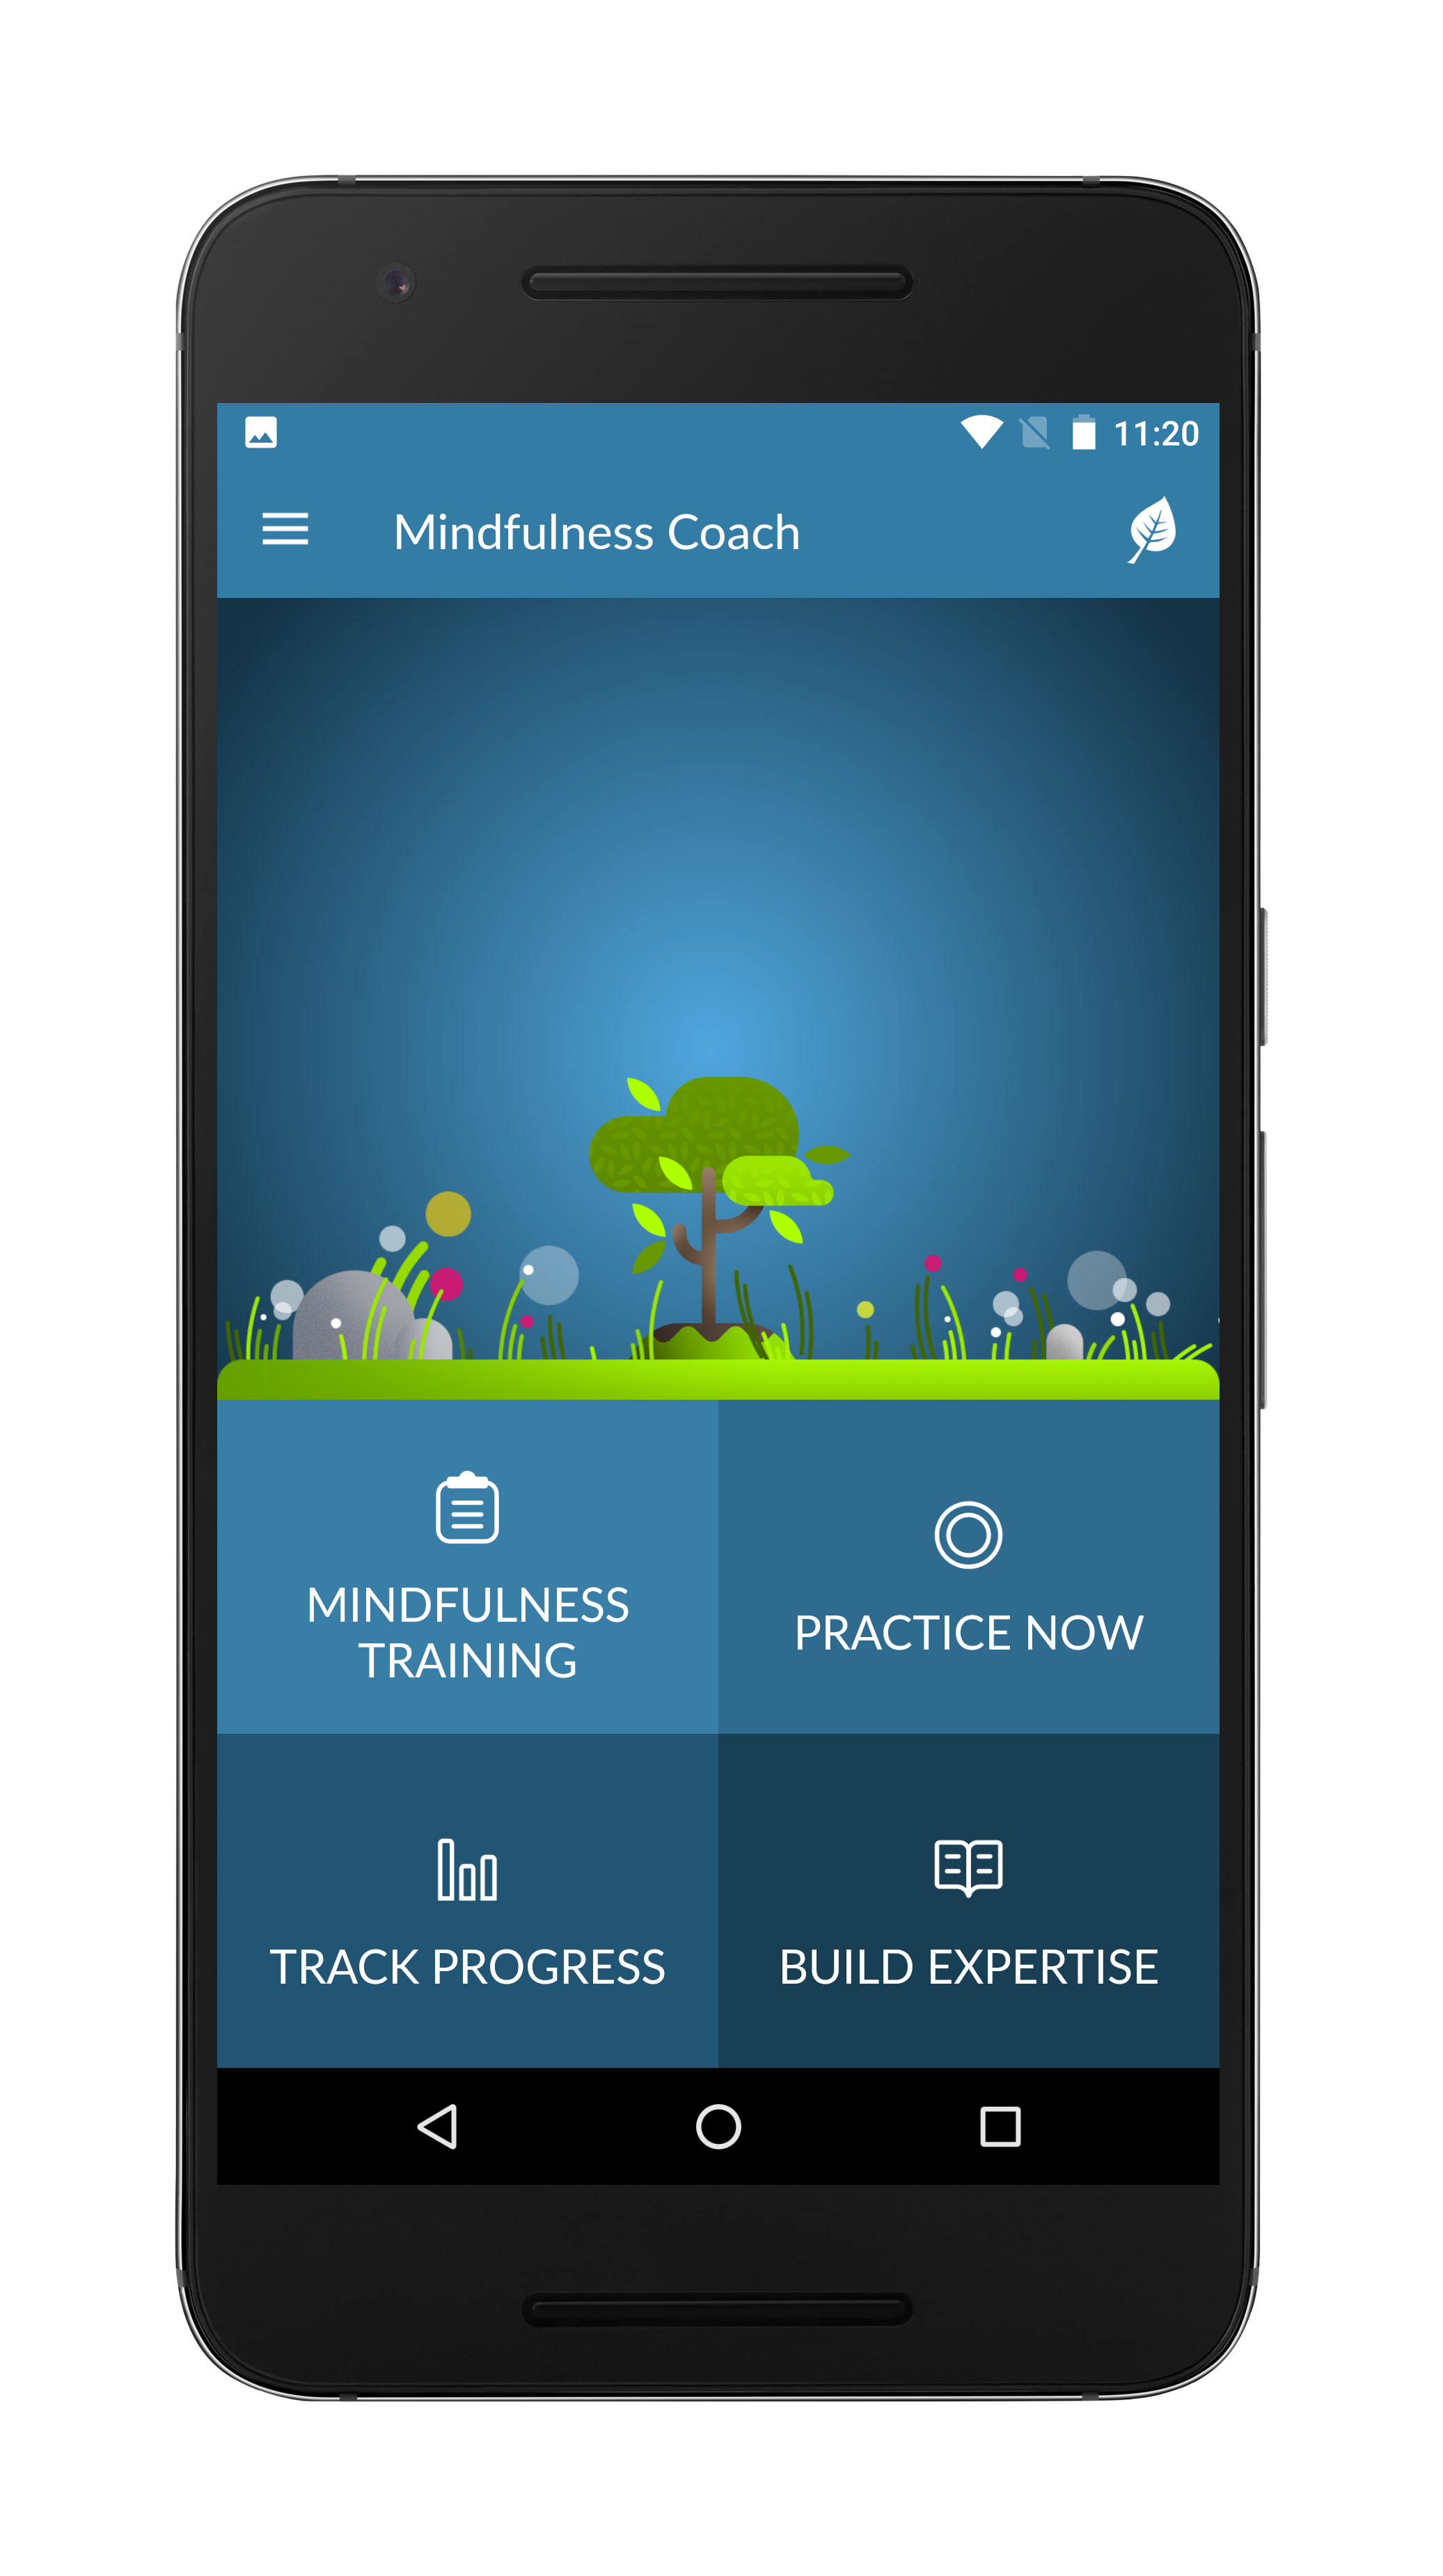 11:20
Mindfulness Coach
MINDFULNESS
TRAINING
PRACTICE NOW
TRACK PROGRESS
BUILD EXPERTISE